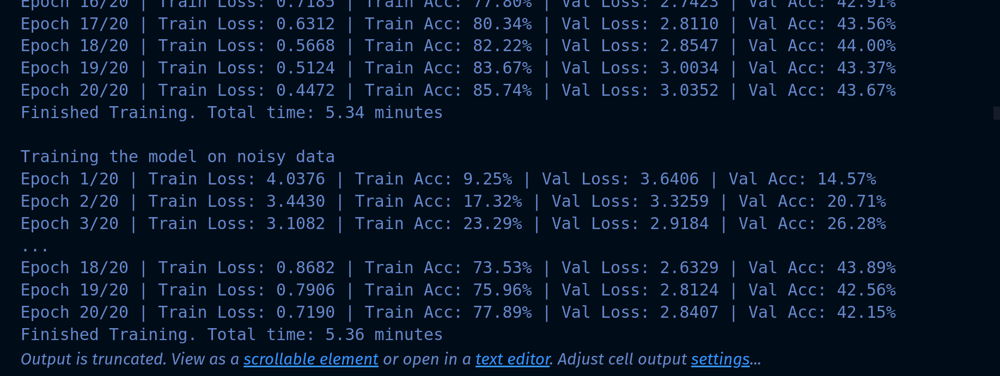 Epoch 16/20 | Train Loss: 0.7185 | Train Acc: 77.80% | Val Loss: 2.7423 | Val Acc: 42.91%
Epoch 17/20 | Train Loss: 0.6312 | Train Acc: 80.34% | Val Loss: 2.8110 | Val Acc: 43.56%
Epoch 18/20 | Train Loss: 0.5668 | Train Acc: 82.22% | Val Loss: 2.8547 | Val Acc: 44.00%
Epoch 19/20 | Train Loss: 0.5124 | Train Acc: 83.67% | Val Loss: 3.0034 | Val Acc: 43.37%
Epoch 20/20 | Train Loss: 0.4472 | Train Acc: 85.74% | Val Loss: 3.0352 | Val Acc: 43.67%
Finished Training. Total time: 5.34 minutes
Training the model on noisy data
Epoch 1/20 | Train Loss: 4.0376 | Train Acc: 9.25% | Val Loss: 3.6406 | Val Acc: 14.57%
Epoch 2/20 | Train Loss: 3.4430 | Train Acc: 17.32% | Val Loss: 3.3259 | Val Acc: 20.71%
Epoch 3/20 | Train Loss: 3.1082 | Train Acc: 23.29% | Val Loss: 2.9184 | Val Acc: 26.28%
...
Epoch 18/20 | Train Loss: 0.8682 | Train Acc: 73.53% | Val Loss: 2.6329 | Val Acc: 43.89%
Epoch 19/20 | Train Loss: 0.7906 | Train Acc: 75.96% | Val Loss: 2.8124 | Val Acc: 42.56%
Epoch 20/20 | Train Loss: 0.7190 | Train Acc: 77.89% | Val Loss: 2.8407 | Val Acc: 42.15%
Finished Training. Total time: 5.36 minutes
Output is truncated. View as a scrollable element or open in a text editor. Adjust cell output settings...